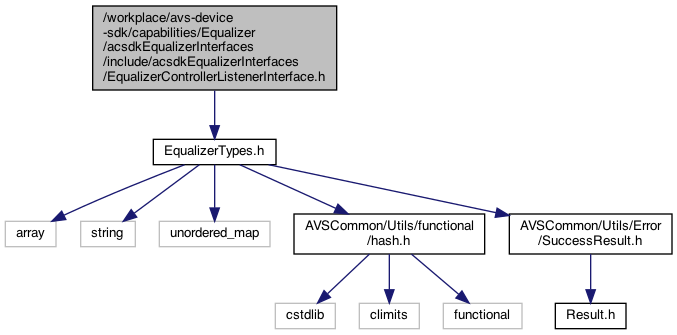 /workplace/avs-device
-sdk/capabilities/Equalizer
/acsdkEqualizerInterfaces
/include/acsdkEqualizerInterfaces
/EqualizerControllerListenerInterface.h
EqualizerTypes.h
array
string
unordered_map
AVSCommon/Utils/functional
/hash.h
AVSCommon/Utils/Error
/SuccessResult.h
cstdlib
climits
functional
Result.h